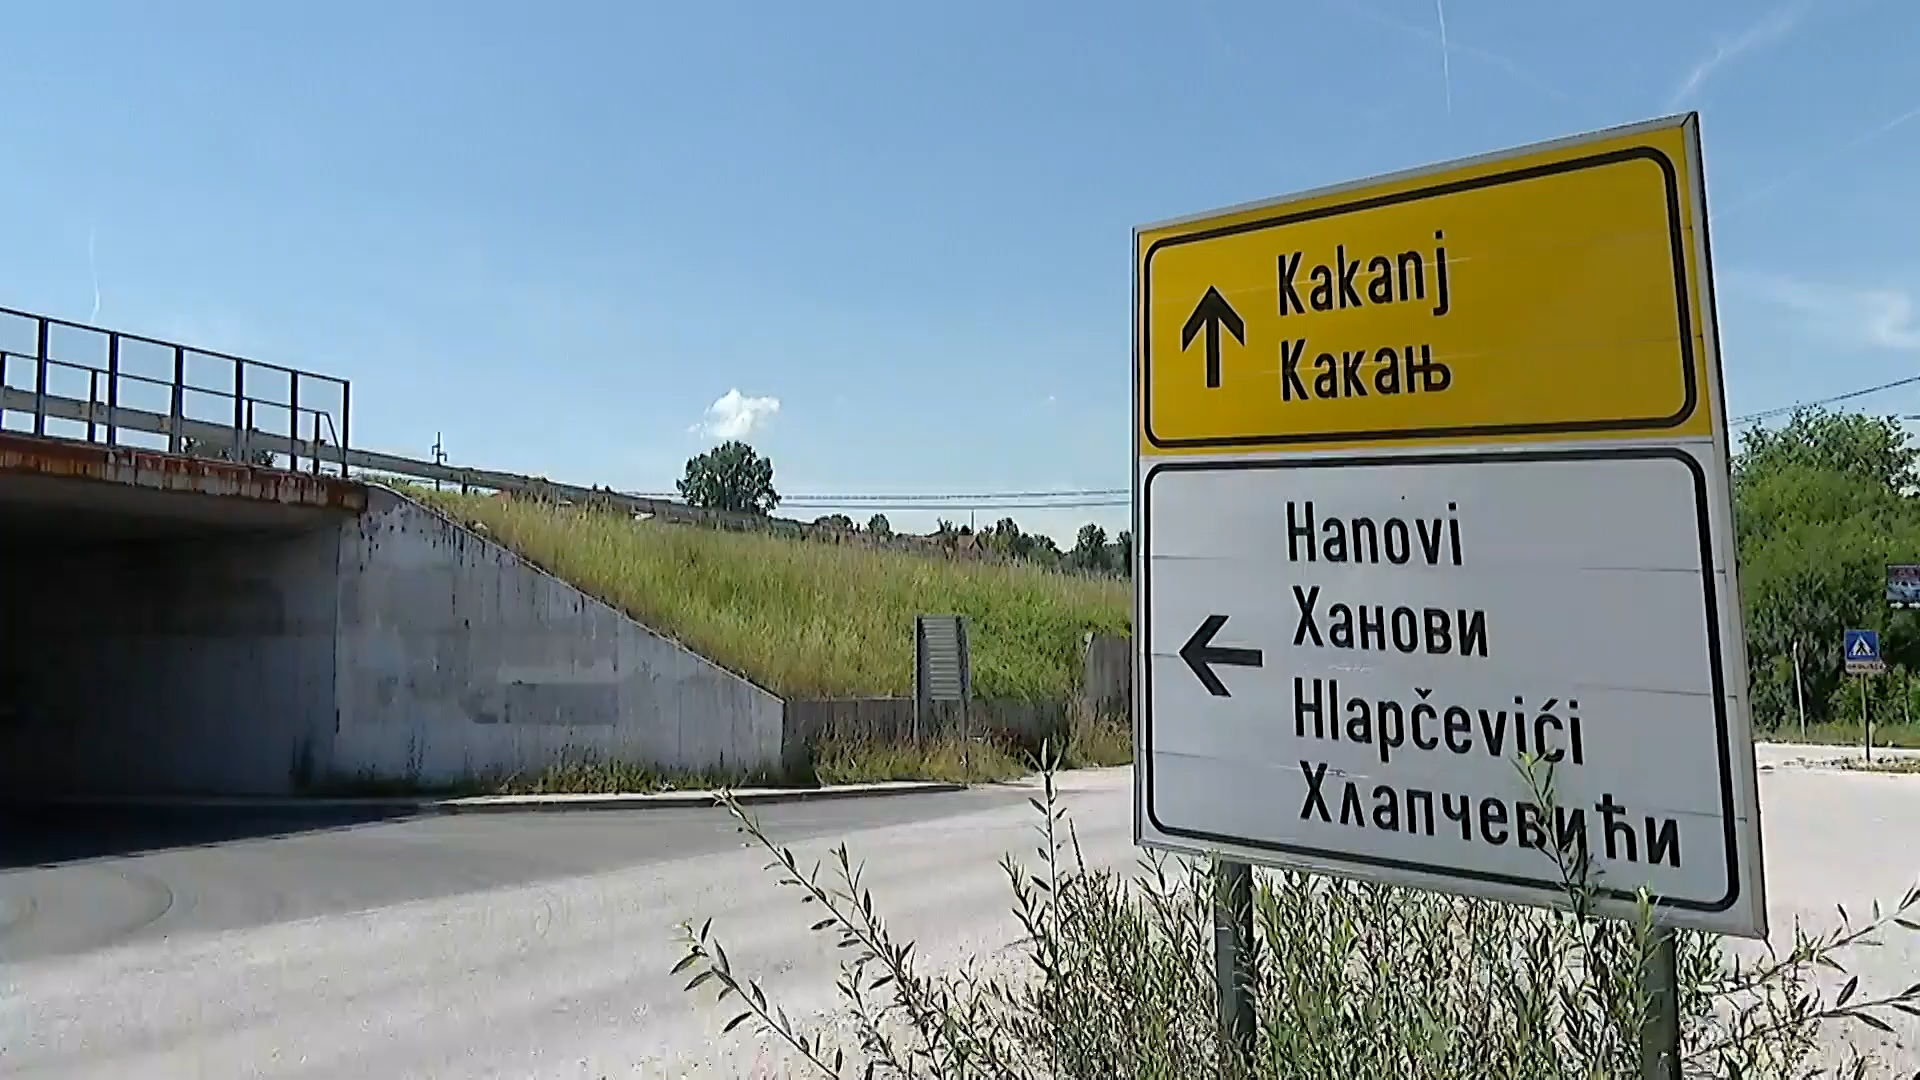 Kakanj
Какањ
Hanovi
Ханови
Hlapčevići
Хлапчевићи